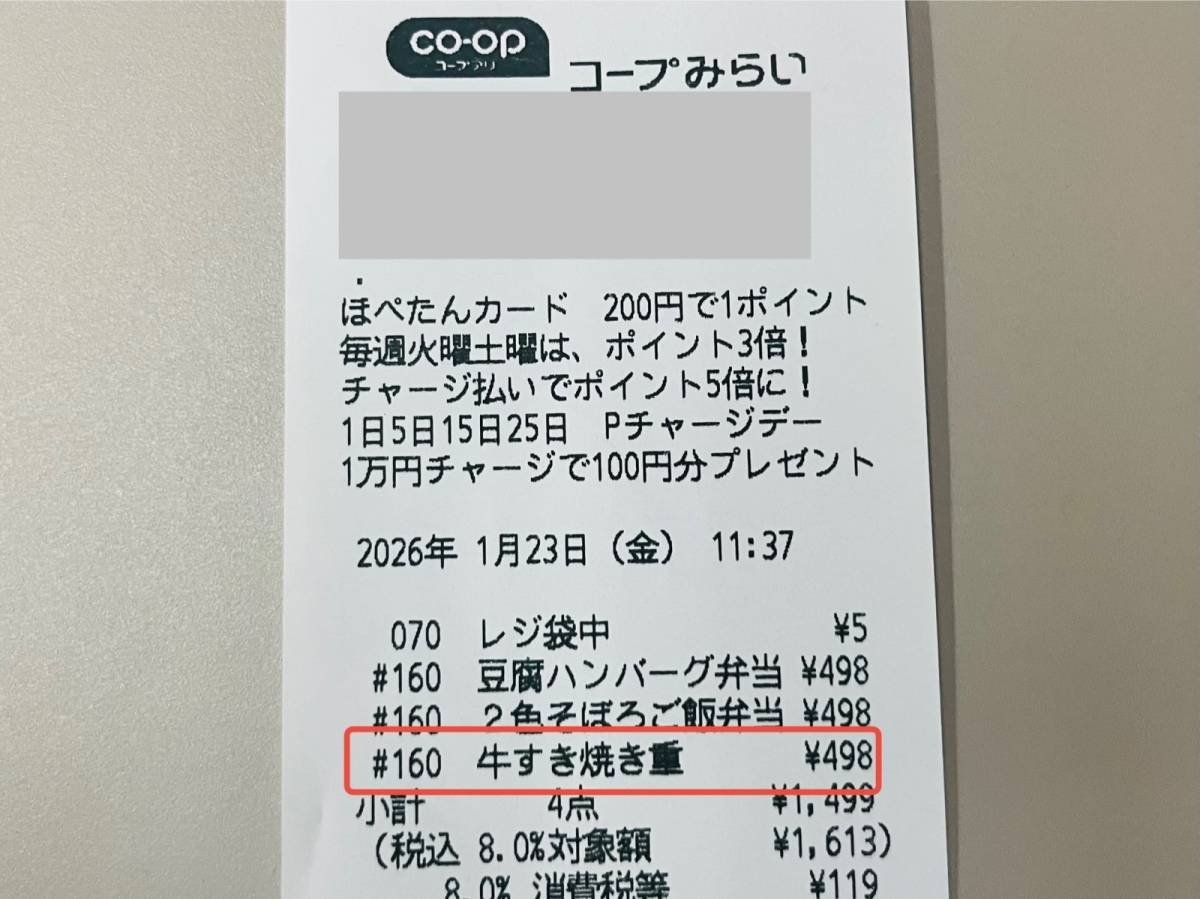 co-op
コープデリ
コープみらい
ほぺたんカード 200円で1ポイント
毎週火曜土曜は、ポイント3倍!
チャージ払いでポイント5倍に!
1日5日15日25日 Pチャージデー
1万円チャージで100円分プレゼント
2026年 1月23日(金) 11:37
070 レジ袋中 ¥5
#160 豆腐ハンバーグ弁当 ¥498
#160 2色そぼろご飯弁当 ¥498
#160 牛すき焼き重 ¥498
小計 4点 ¥1,499
(税込 8.0%対象額 ¥1,613)
8.0% 消費税等 ¥119